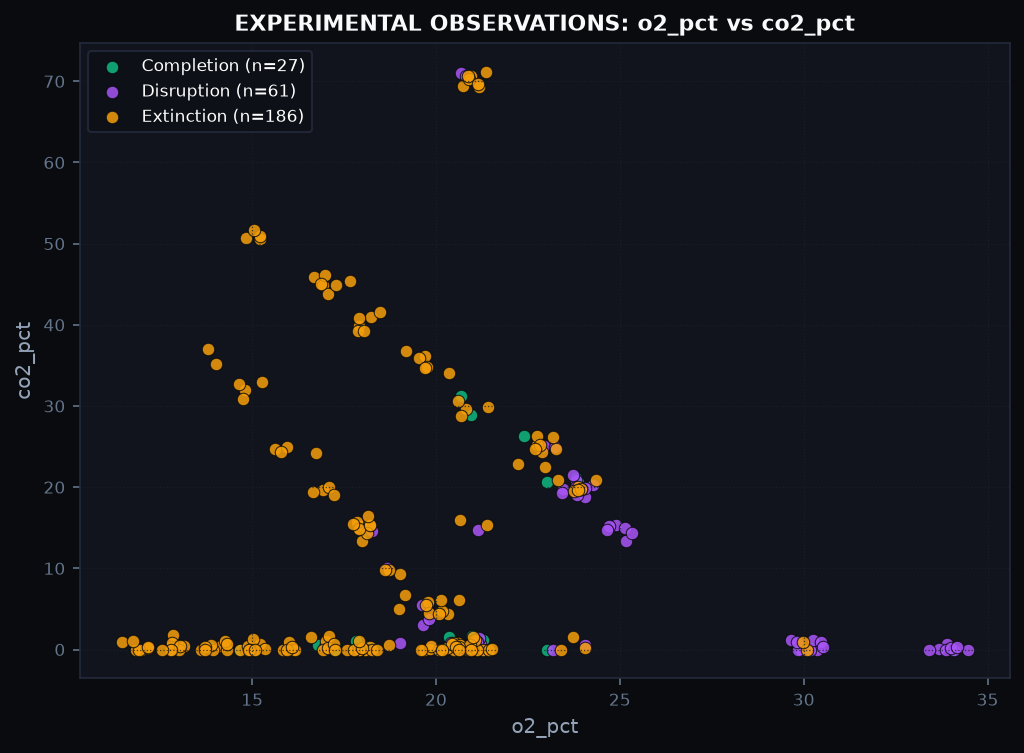 EXPERIMENTAL OBSERVATIONS: o2_pct vs co2_pct
Completion (n=27)
Disruption (n=61)
Extinction (n=186)
co2_pct
70
60
50
40
30
20
10
0
15
20
25
30
35
o2_pct